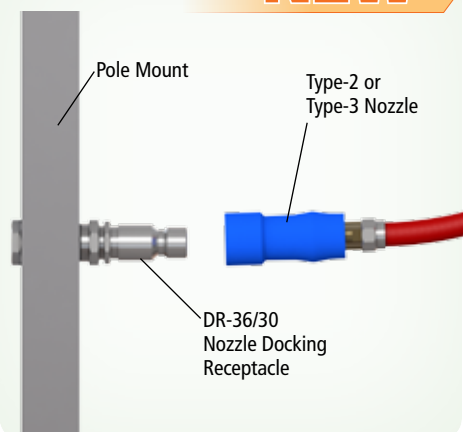 Pole Mount
Type-2 or
Type-3 Nozzle
DR-36/30
Nozzle Docking
Receptacle